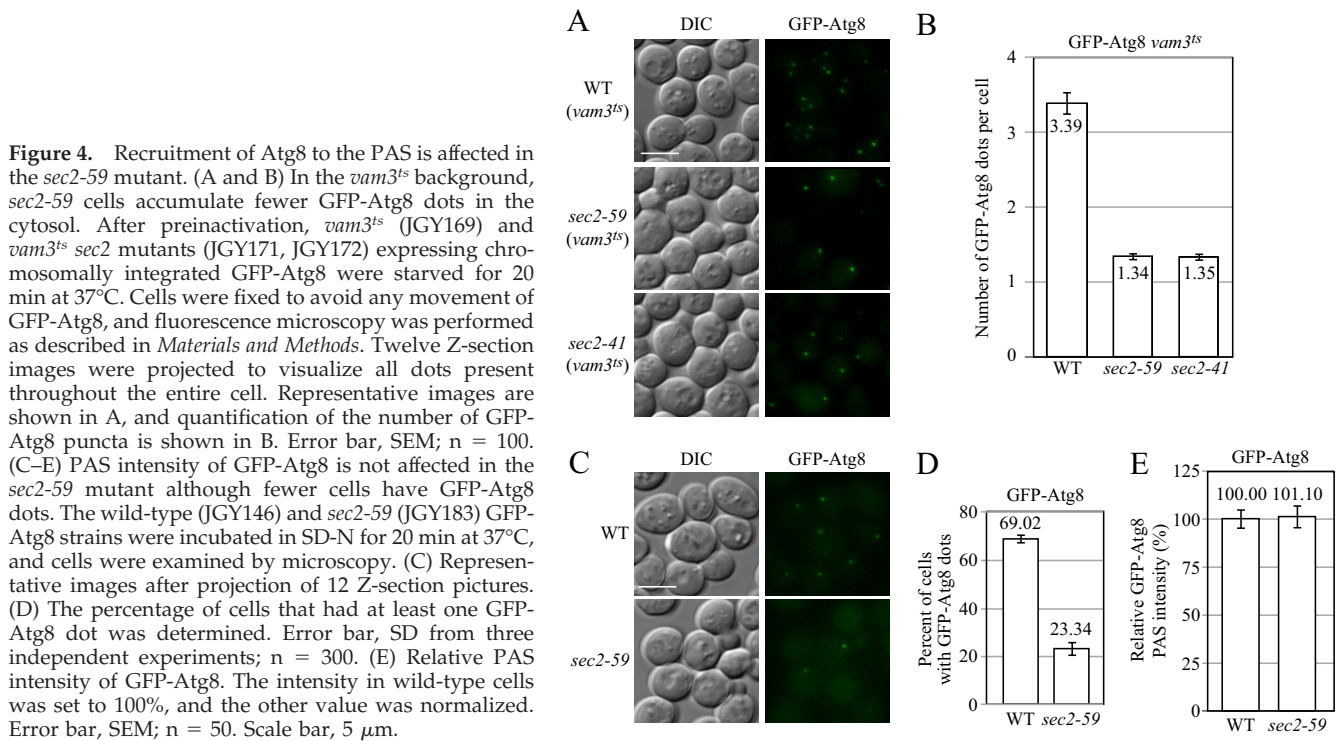 Figure 4. Recruitment of Atg8 to the PAS is affected in
the sec2-59 mutant. (A and B) In the vam3ts background,
sec2-59 cells accumulate fewer GFP-Atg8 dots in the
cytosol. After preinactivation, vam3ts (JGY169) and
vam3ts sec2 mutants (JGY171, JGY172) expressing chro-
mosomally integrated GFP-Atg8 were starved for 20
min at 37°C. Cells were fixed to avoid any movement of
GFP-Atg8, and fluorescence microscopy was performed
as described in Materials and Methods. Twelve Z-section
images were projected to visualize all dots present
throughout the entire cell. Representative images are
shown in A, and quantification of the number of GFP-
Atg8 puncta is shown in B. Error bar, SEM; n = 100.
(C–E) PAS intensity of GFP-Atg8 is not affected in the
sec2-59 mutant although fewer cells have GFP-Atg8
dots. The wild-type (JGY146) and sec2-59 (JGY183) GFP-
Atg8 strains were incubated in SD-N for 20 min at 37°C,
and cells were examined by microscopy. (C) Represen-
tative images after projection of 12 Z-section pictures.
(D) The percentage of cells that had at least one GFP-
Atg8 dot was determined. Error bar, SD from three
independent experiments; n = 300. (E) Relative PAS
intensity of GFP-Atg8. The intensity in wild-type cells
was set to 100%, and the other value was normalized.
Error bar, SEM; n = 50. Scale bar, 5 μm.
A
DIC GFP-Atg8
WT
(vam3ts)
sec2-59
(vam3ts)
sec2-41
(vam3ts)
B
GFP-Atg8 vam3ts
Number of GFP-Atg8 dots per cell
4
3
2
1
0
3.39
1.34
1.35
WT sec2-59 sec2-41
C
DIC GFP-Atg8
WT
sec2-59
D
GFP-Atg8
Percent of cells
with GFP-Atg8 dots
80
60
40
20
0
69.02
23.34
WT sec2-59
E
GFP-Atg8
Relative GFP-Atg8
PAS intensity (%)
125
100
75
50
25
0
100.00 101.10
WT sec2-59